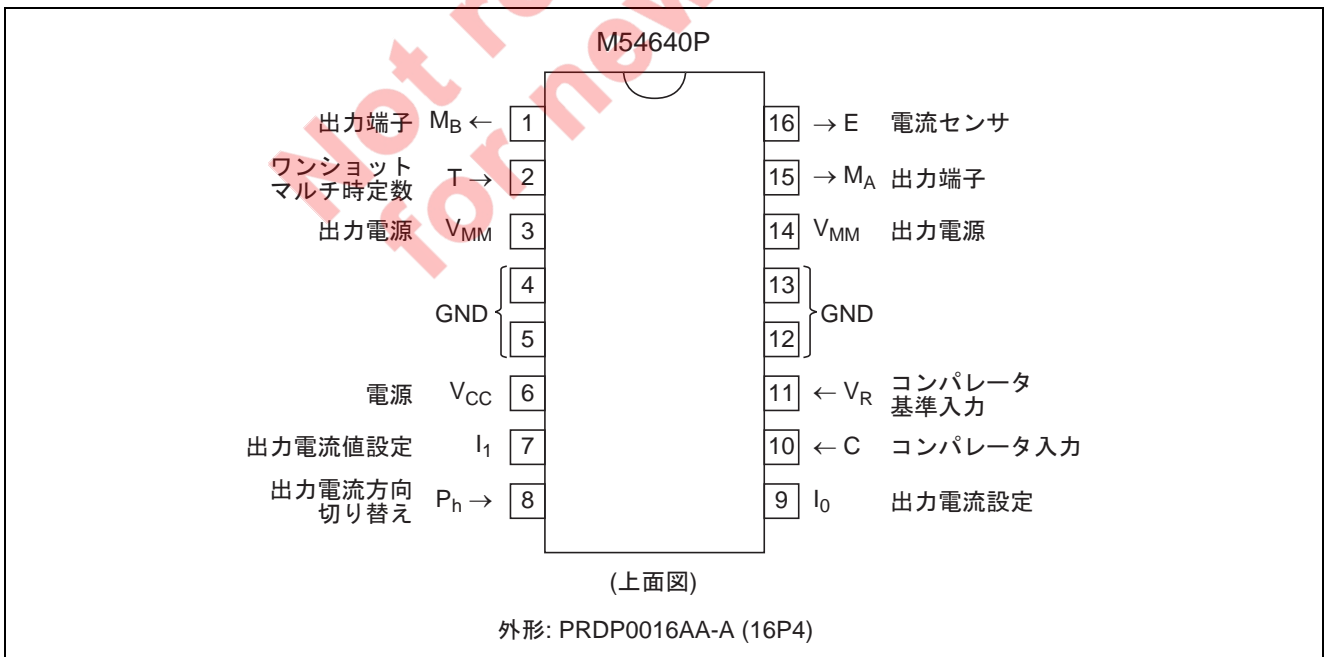 Not re
for new
M54640P
出力端子 MB ← 1
ワンショット
マルチ時定数 T → 2
出力電源 VMM 3
GND 4
5
電源 VCC 6
出力電流値設定 I1 7
出力電流方向
切り替え Ph → 8
16 → E 電流センサ
15 → MA 出力端子
14 VMM 出力電源
13 GND
12
11 ← VR コンパレータ
基準入力
10 ← C コンパレータ入力
9 I0 出力電流設定
(上面図)
外形: PRDP0016AA-A (16P4)